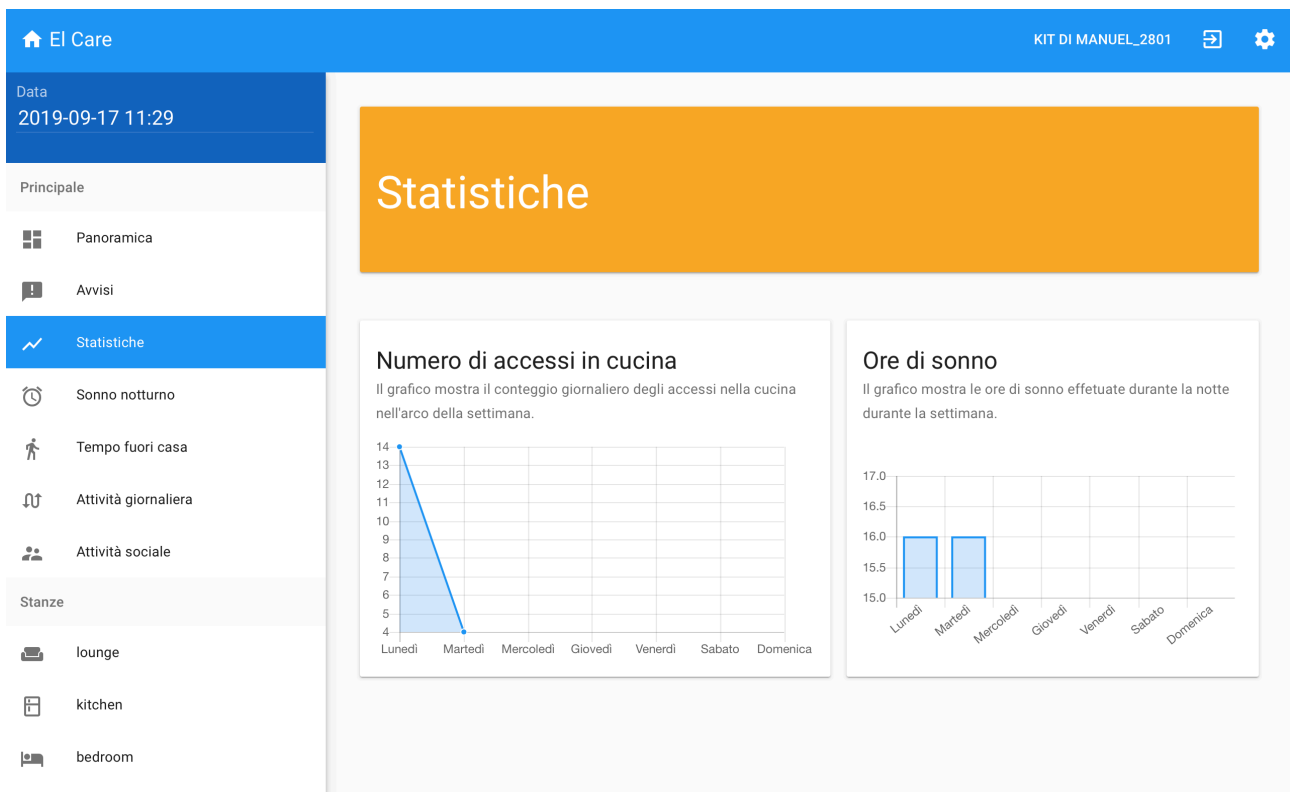 El Care
KIT DI MANUEL_2801
Data
2019-09-17 11:29
Principale
Panoramica
Avvisi
Statistiche
Sonno notturno
Tempo fuori casa
Attività giornaliera
Attività sociale
Stanze
lounge
kitchen
bedroom
Statistiche
Numero di accessi in cucina
Il grafico mostra il conteggio giornaliero degli accessi nella cucina
nell'arco della settimana.
14
13
12
11
10
9
8
7
6
5
4
Lunedì Martedì Mercoledì Giovedì Venerdì Sabato Domenica
Ore di sonno
Il grafico mostra le ore di sonno effetuate durante la notte
durante la settimana.
17.0
16.5
16.0
15.5
15.0
Lunedì Martedì Mercoledì Giovedì Venerdì Sabato Domenica